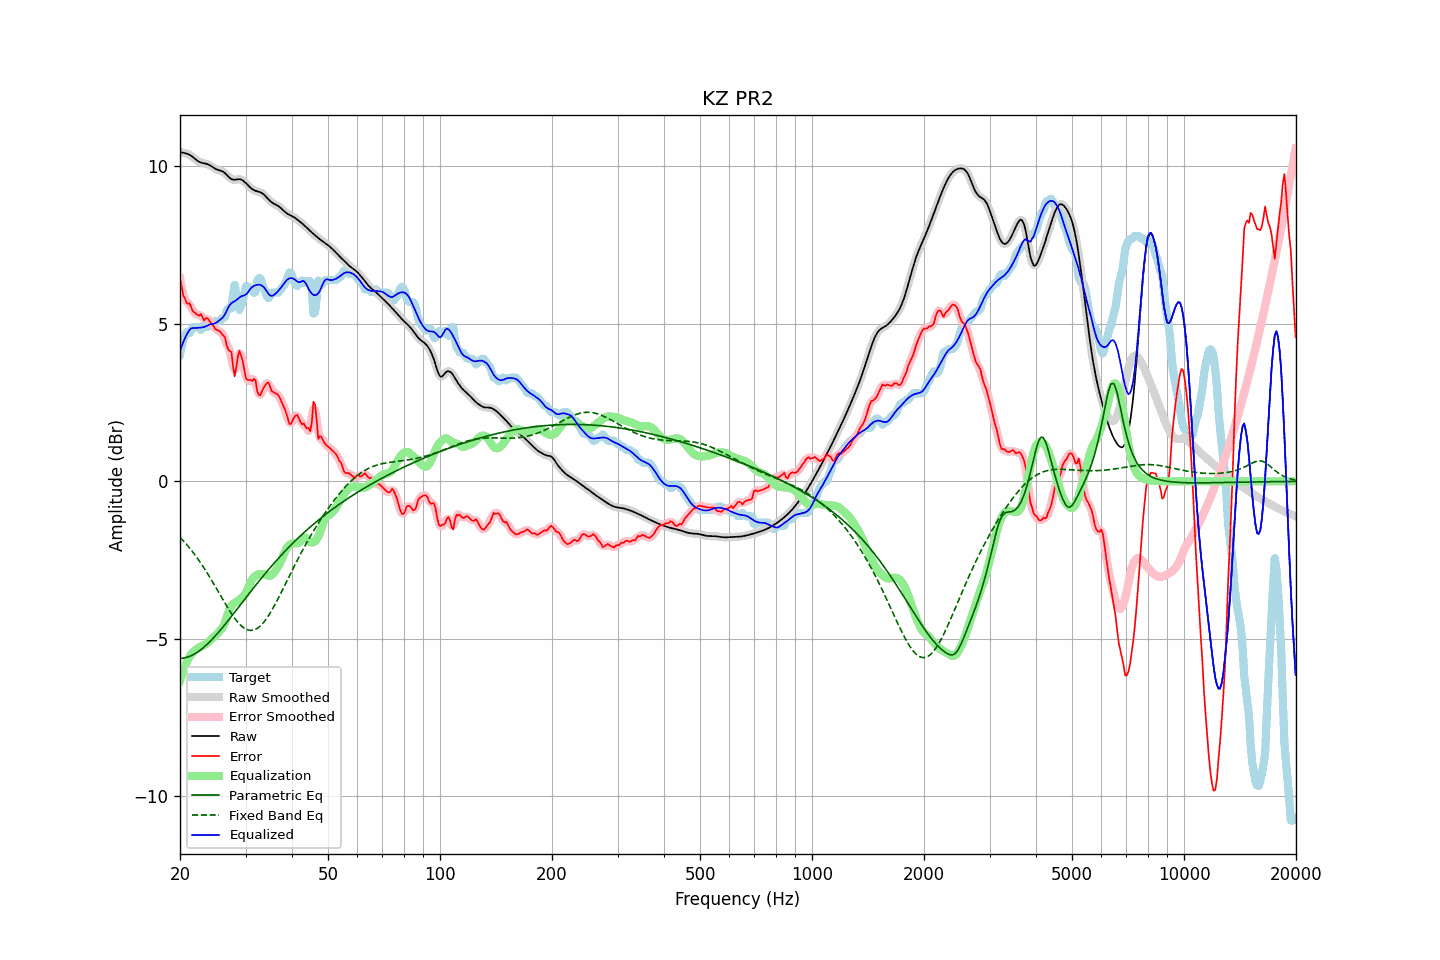 KZ PR2
Amplitude (dBr)
10
5
0
−5
−10
Target
Raw Smoothed
Error Smoothed
Raw
Error
Equalization
Parametric Eq
Fixed Band Eq
Equalized
20 50 100 200 500 1000 2000 5000 10000 20000
Frequency (Hz)